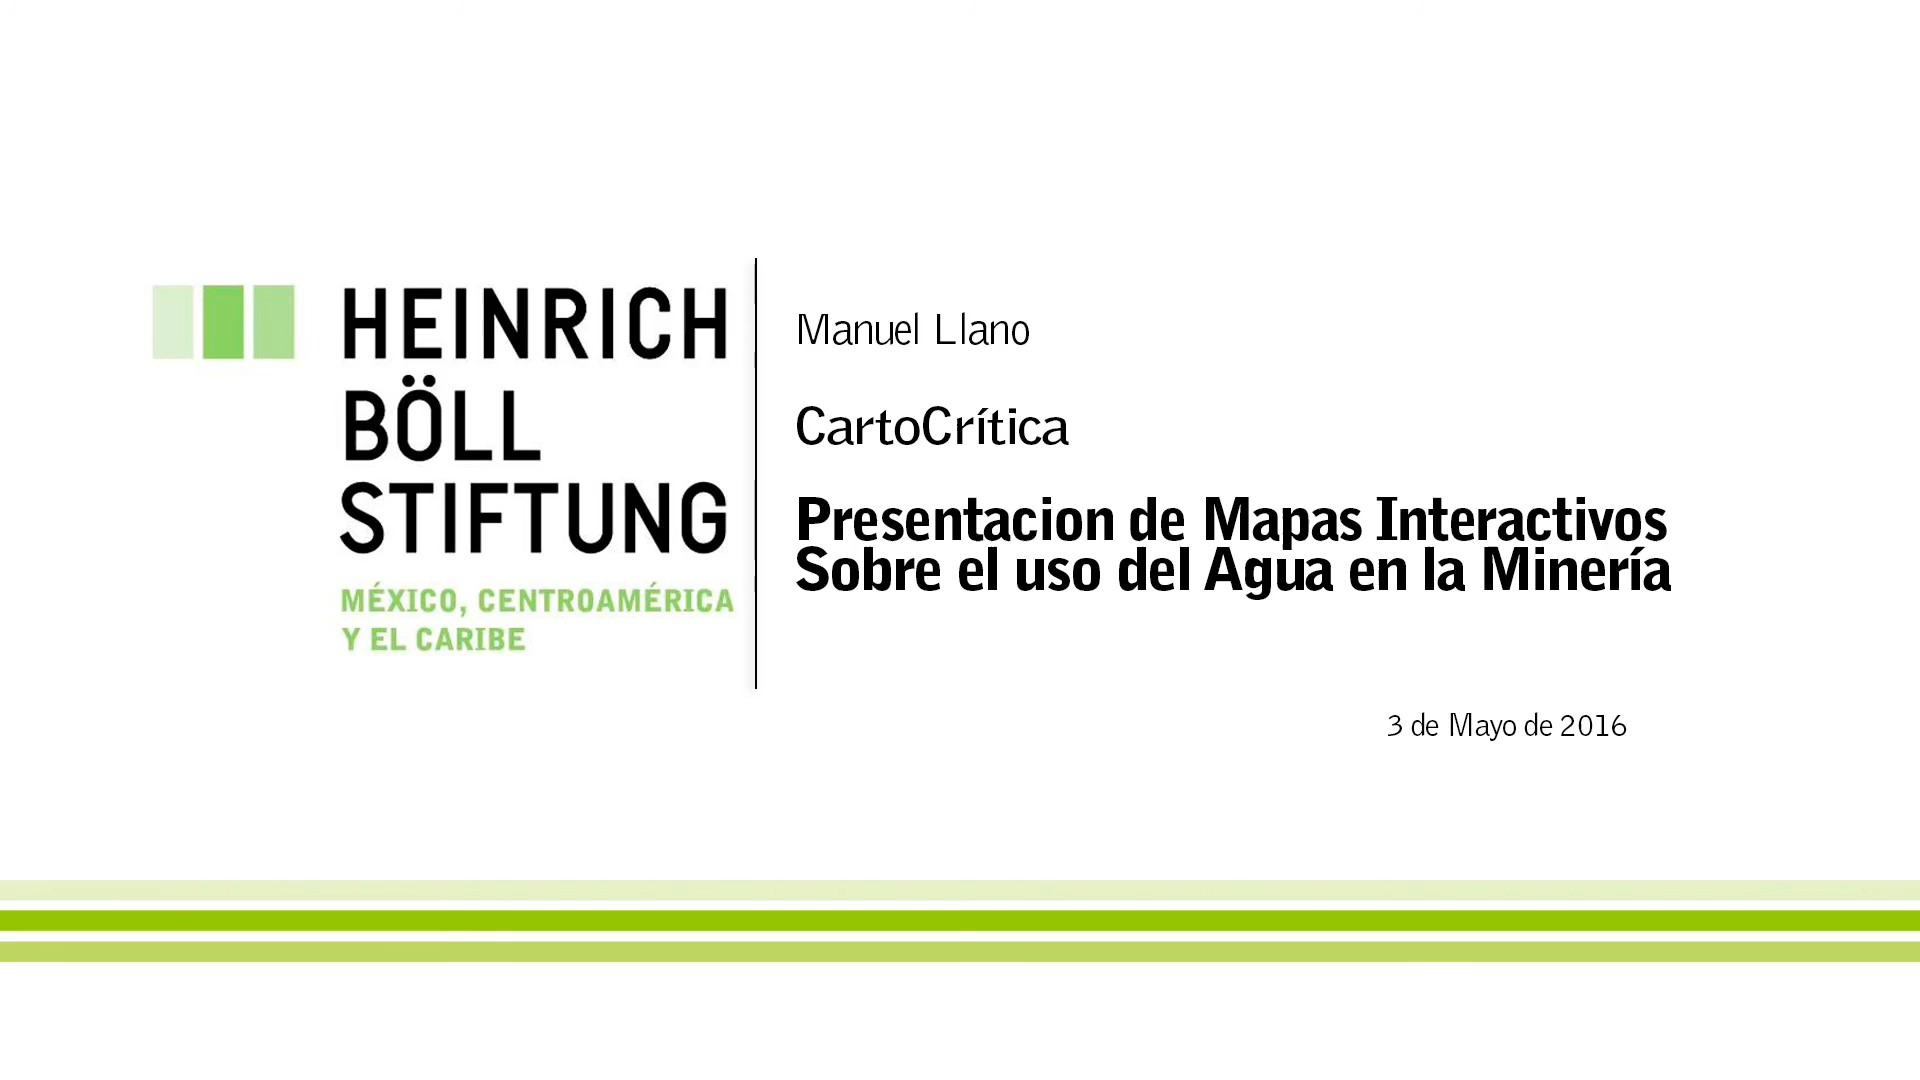 HEINRICH
BÖLL
STIFTUNG
MÉXICO, CENTROAMÉRICA
Y EL CARIBE
Manuel Llano
CartoCrítica
Presentacion de Mapas Interactivos
Sobre el uso del Agua en la Minería
3 de Mayo de 2016